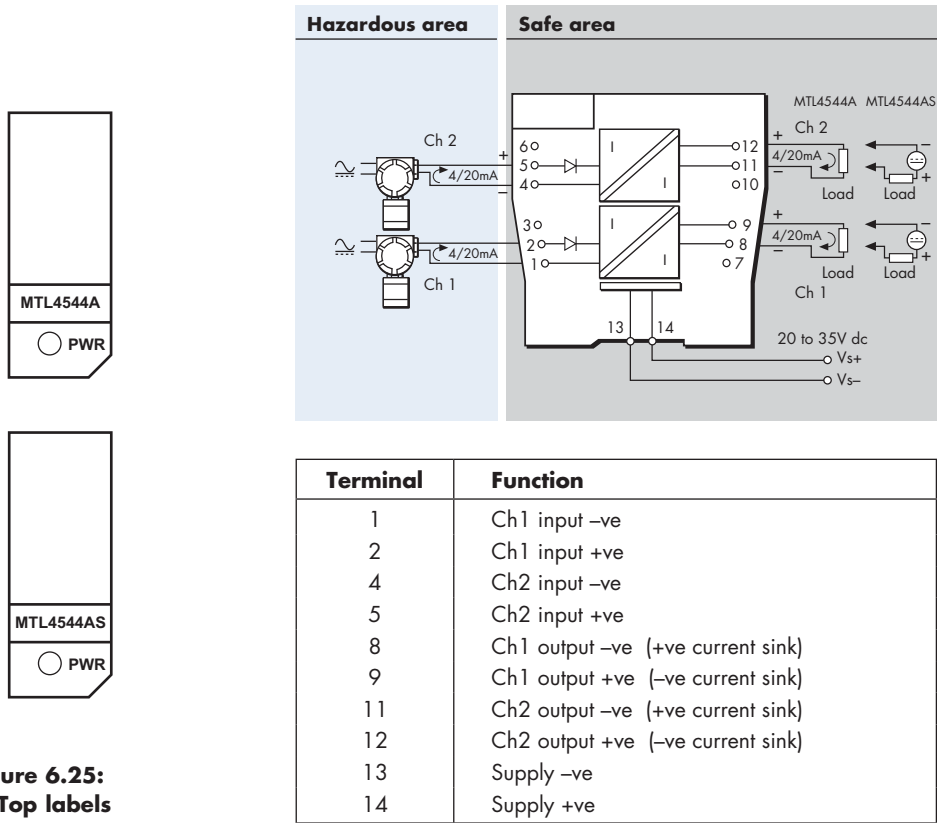 Hazardous area
Safe area
MTL4544A
PWR
MTL4544AS
PWR
ure 6.25:
Top labels
MTL4544A MTL4544AS
Ch 2
Ch 2
+
–
4/20mA
6
5
4
I
I
12
11
10
+
4/20mA
–
Load
–
+
Load
4/20mA
Ch 1
3
2
1
I
I
9
8
7
+
4/20mA
–
Load
–
+
Load
Ch 1
13
14
20 to 35V dc
Vs+
Vs–
Terminal Function
1 Ch1 input –ve
2 Ch1 input +ve
4 Ch2 input –ve
5 Ch2 input +ve
8 Ch1 output –ve (+ve current sink)
9 Ch1 output +ve (–ve current sink)
11 Ch2 output –ve (+ve current sink)
12 Ch2 output +ve (–ve current sink)
13 Supply –ve
14 Supply +ve